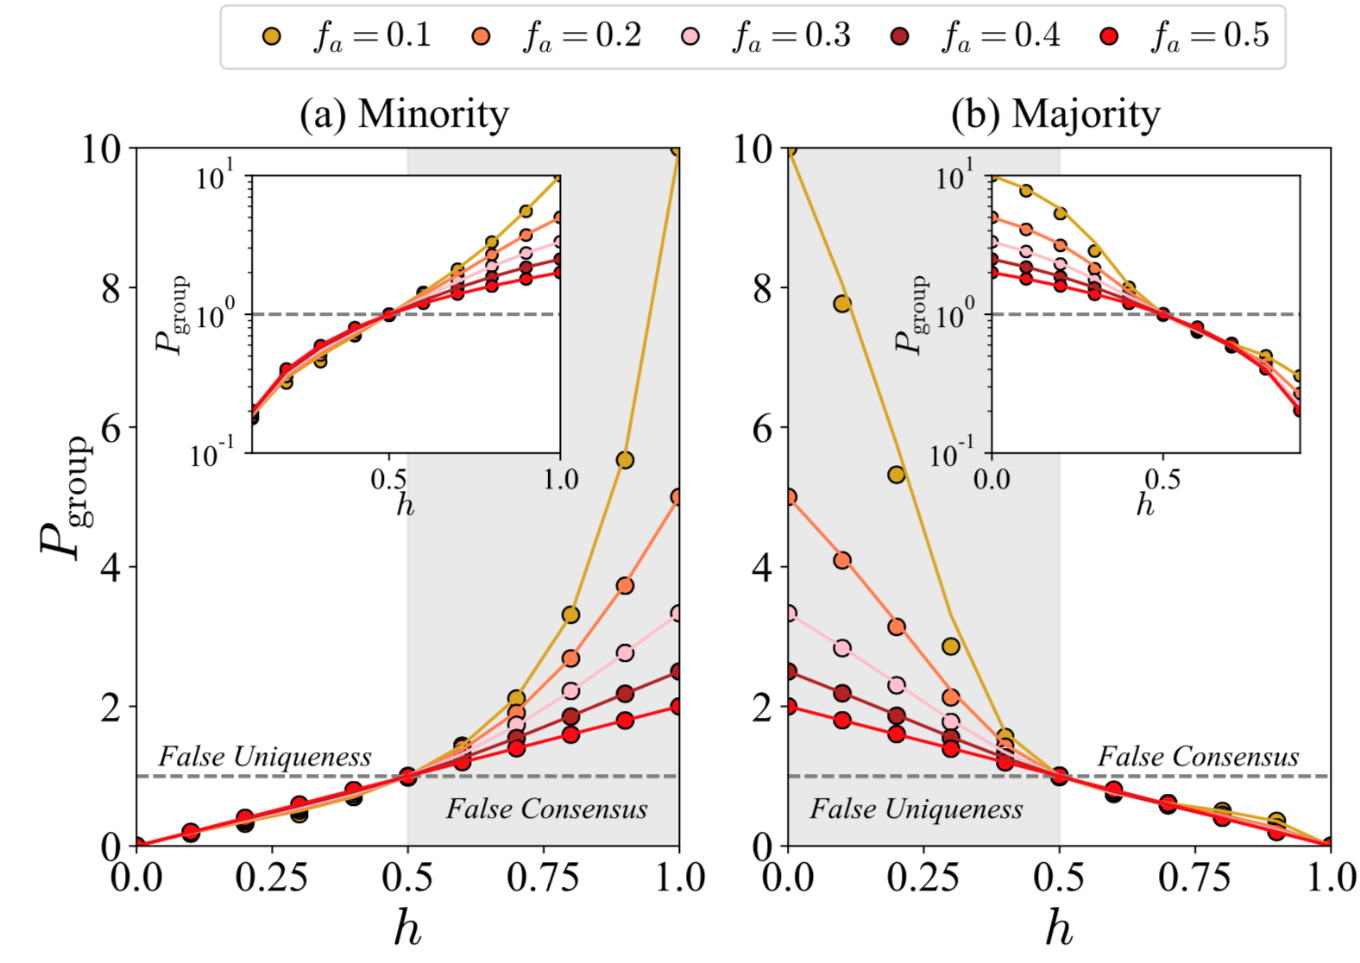 f_a = 0.1 f_a = 0.2 f_a = 0.3 f_a = 0.4 f_a = 0.5
(a) Minority
10
8
6
4
2
0
P_group
0.0 0.25 0.5 0.75 1.0
h
False Uniqueness
False Consensus
10^1
10^0
10^-1
P_group
0.5 1.0
h
(b) Majority
10
8
6
4
2
0
0.0 0.25 0.5 0.75 1.0
h
False Consensus
False Uniqueness
10^1
10^0
10^-1
P_group
0.0 0.5
h